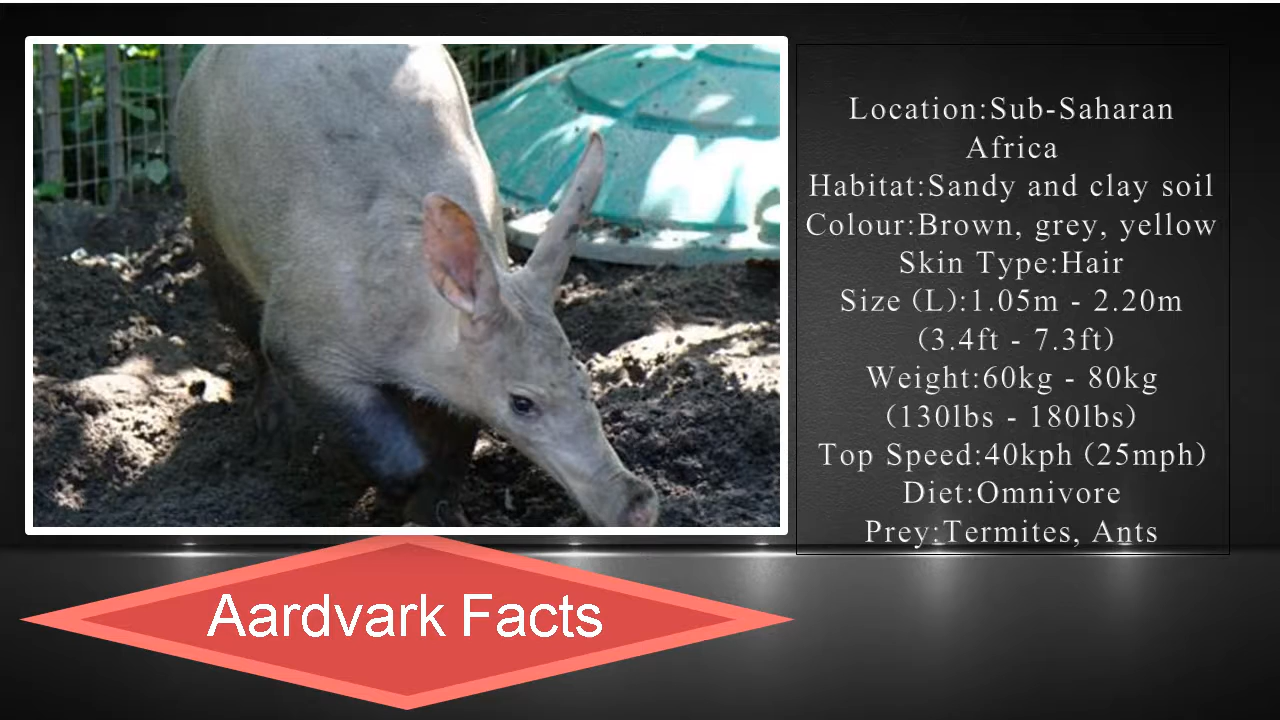 Location:Sub-Saharan
Africa
Habitat:Sandy and clay soil
Colour:Brown, grey, yellow
Skin Type:Hair
Size (L):1.05m - 2.20m
(3.4ft - 7.3ft)
Weight:60kg - 80kg
(130lbs - 180lbs)
Top Speed:40kph (25mph)
Diet:Omnivore
Prey:Termites, Ants
Aardvark Facts